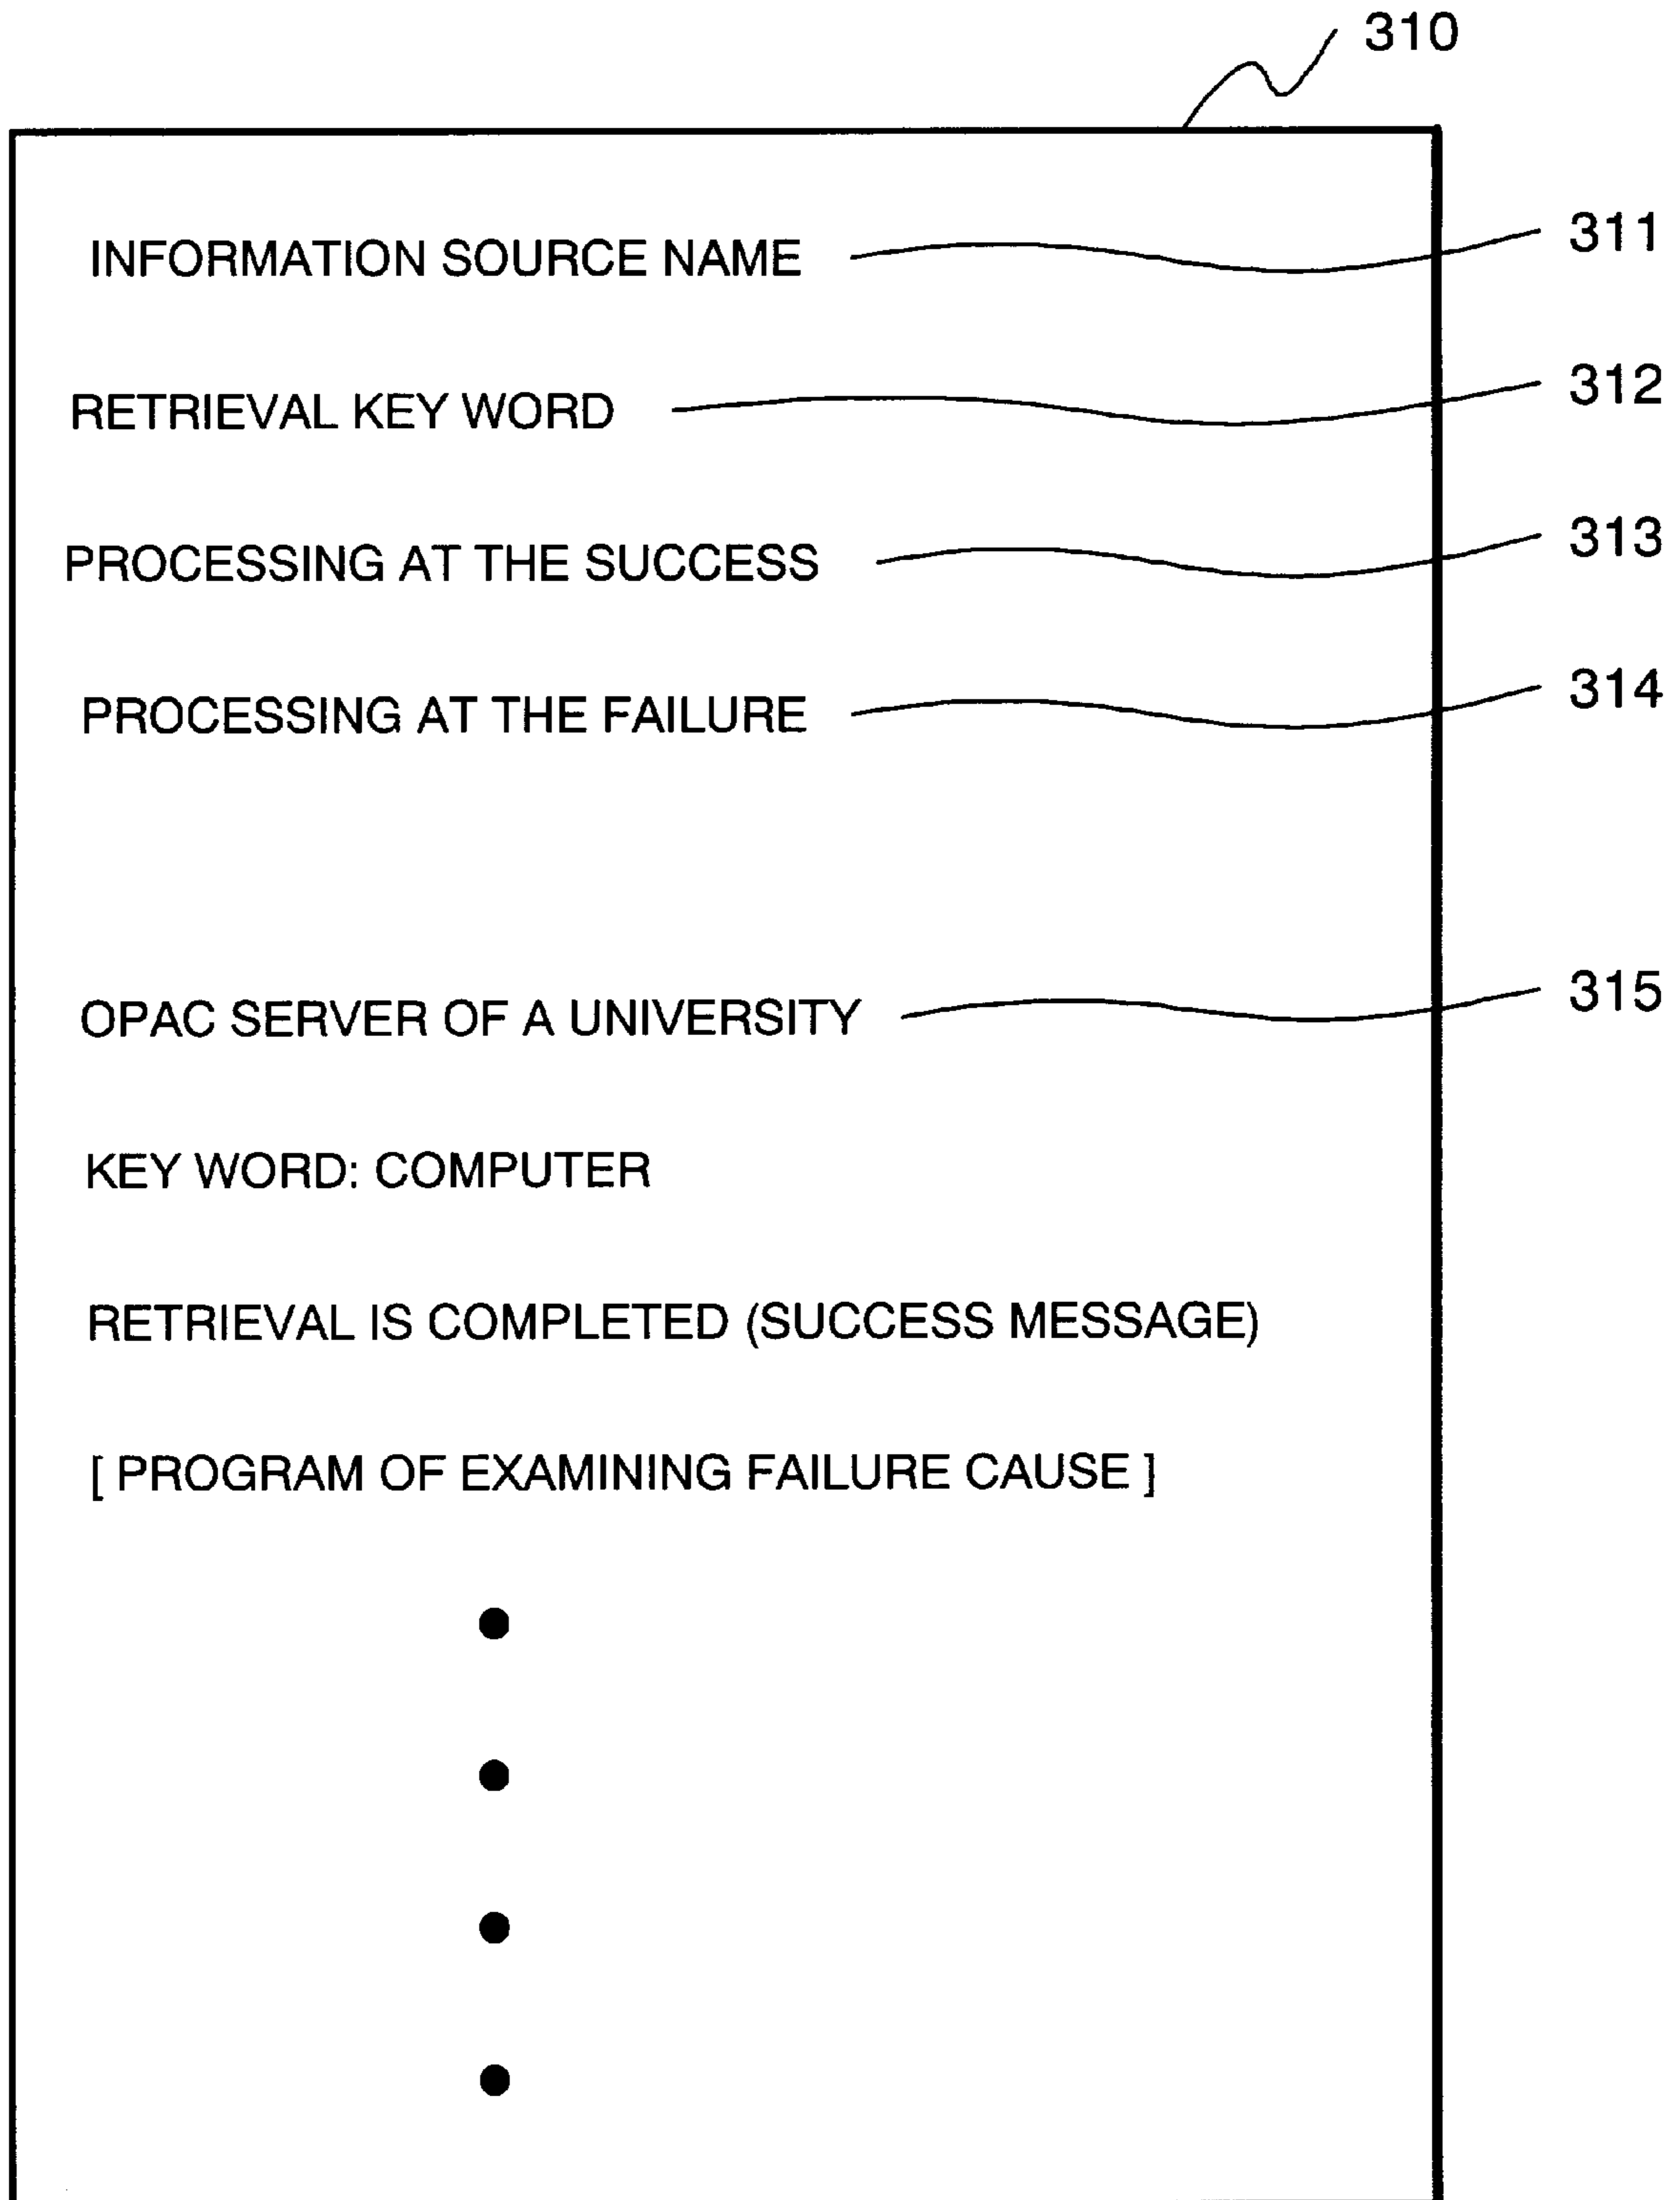 310
INFORMATION SOURCE NAME 311
RETRIEVAL KEY WORD 312
PROCESSING AT THE SUCCESS 313
PROCESSING AT THE FAILURE 314
OPAC SERVER OF A UNIVERSITY 315
KEY WORD: COMPUTER
RETRIEVAL IS COMPLETED (SUCCESS MESSAGE)
[ PROGRAM OF EXAMINING FAILURE CAUSE ]